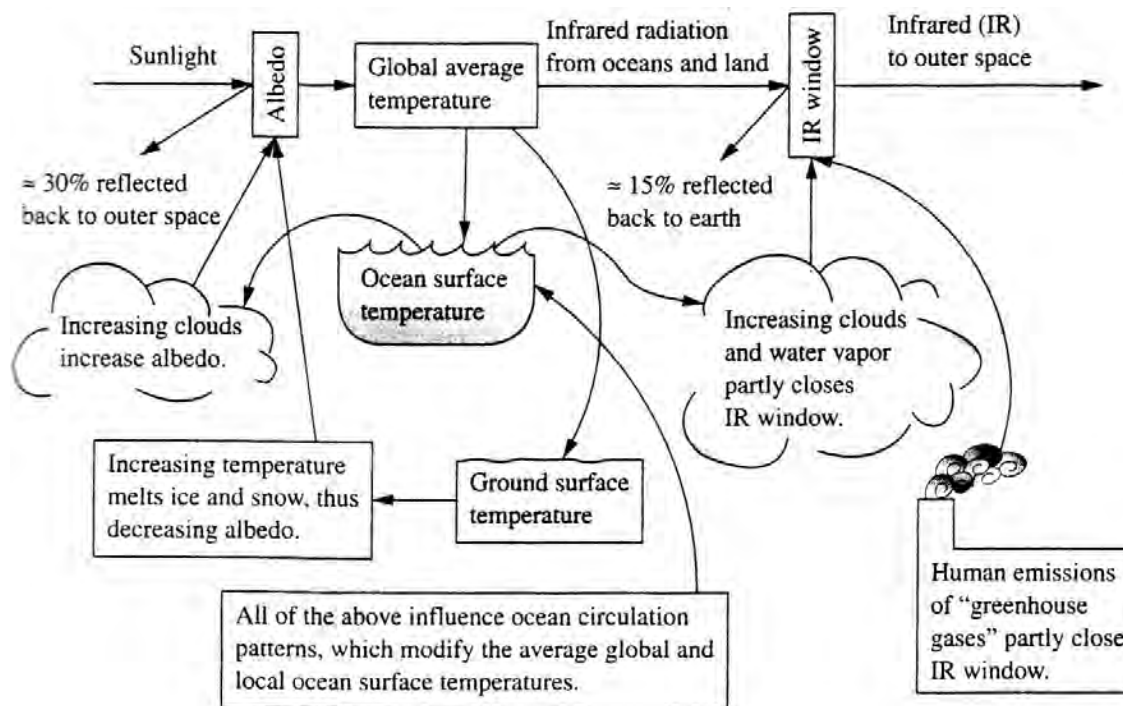 Sunlight
Albedo
Global average
temperature
Infrared radiation
from oceans and land
IR window
Infrared (IR)
to outer space
≈ 30% reflected
back to outer space
≈ 15% reflected
back to earth
Increasing clouds
increase albedo.
Ocean surface
temperature
Increasing clouds
and water vapor
partly closes
IR window.
Increasing temperature
melts ice and snow, thus
decreasing albedo.
Ground surface
temperature
Human emissions
of “greenhouse
gases” partly close
IR window.
All of the above influence ocean circulation
patterns, which modify the average global and
local ocean surface temperatures.